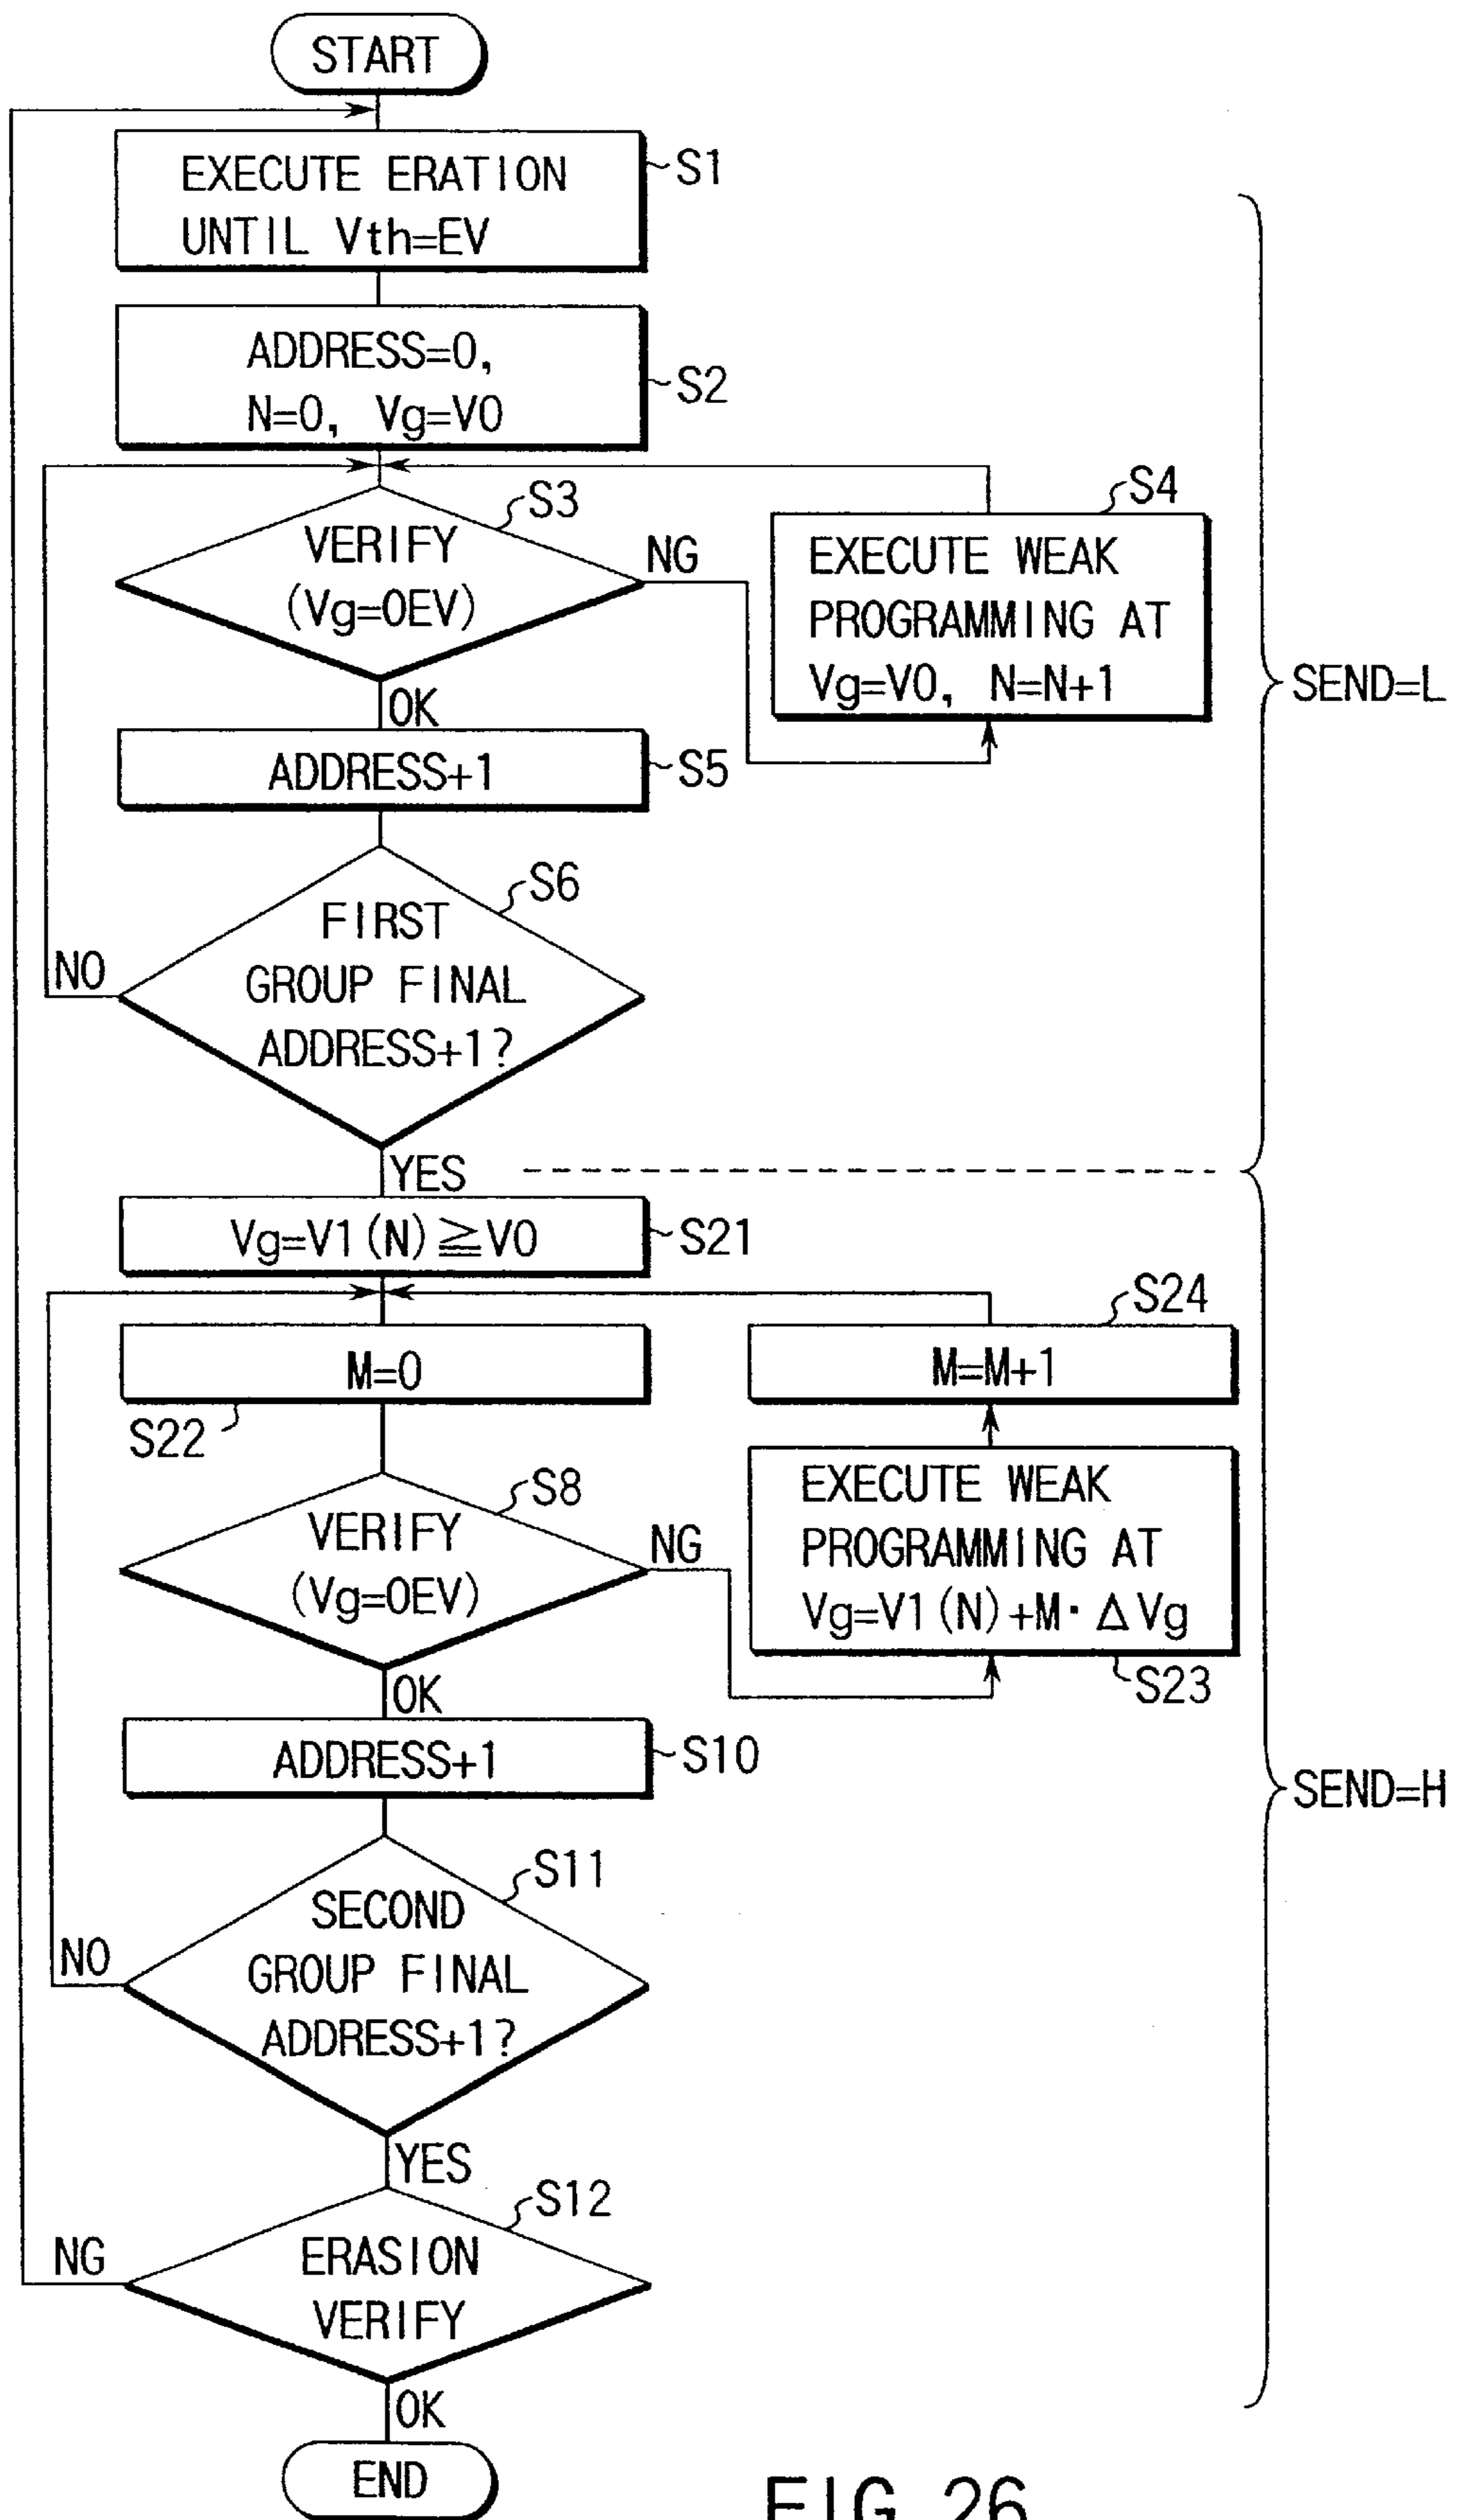 START
EXECUTE ERATION
UNTIL Vth=EV
S1
ADDRESS=0,
N=0, Vg=V0
S2
VERIFY
(Vg=0EV)
S3
NG
OK
EXECUTE WEAK
PROGRAMMING AT
Vg=V0, N=N+1
S4
SEND=L
ADDRESS+1
S5
FIRST
GROUP FINAL
ADDRESS+1?
S6
NO
YES
Vg=V1(N)≧V0
S21
M=0
S22
M=M+1
S24
VERIFY
(Vg=0EV)
S8
NG
OK
EXECUTE WEAK
PROGRAMMING AT
Vg=V1(N)+M·ΔVg
S23
ADDRESS+1
S10
SEND=H
SECOND
GROUP FINAL
ADDRESS+1?
S11
NO
YES
ERASION
VERIFY
S12
NG
OK
END
FIG. 26